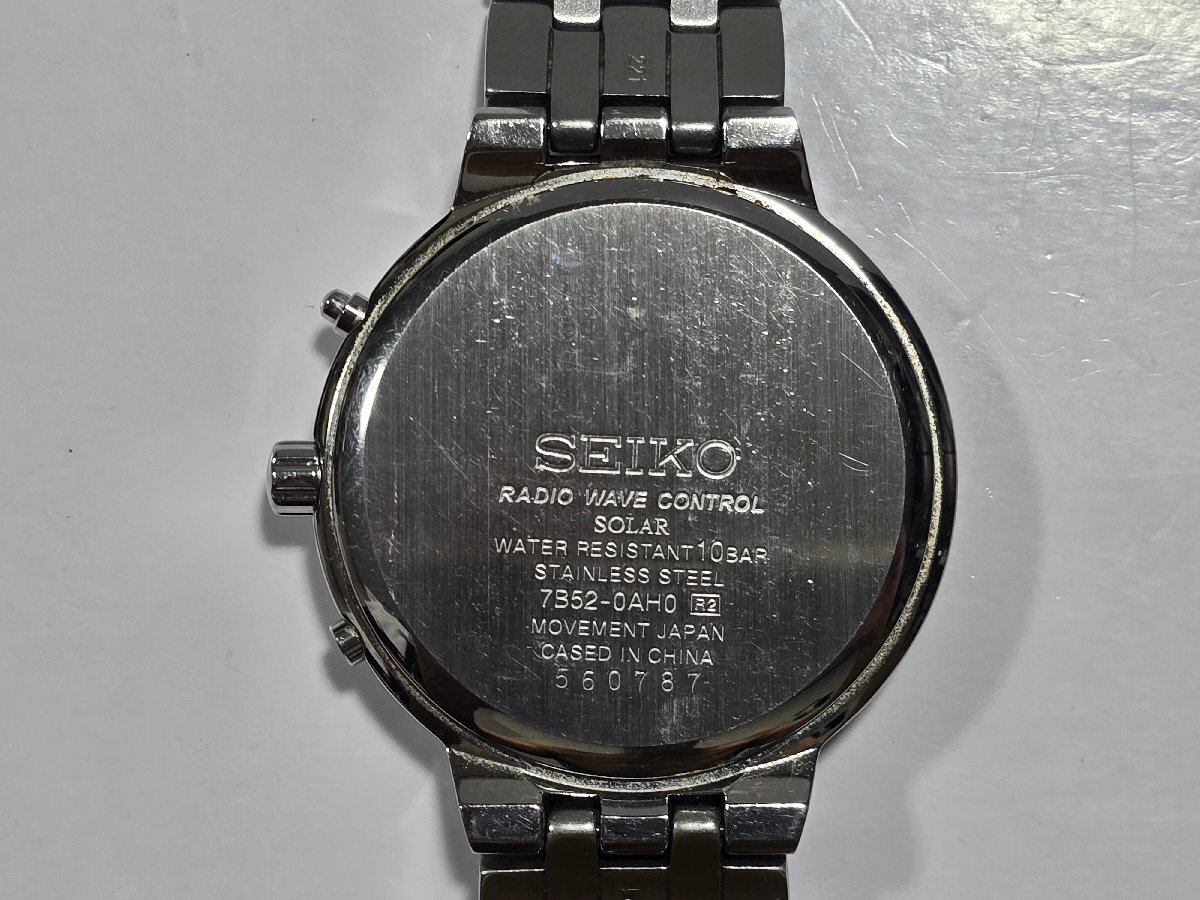 SEIKO
RADIO WAVE CONTROL
SOLAR
WATER RESISTANT 10 BAR
STAINLESS STEEL
7B52-0AH0 R2
MOVEMENT JAPAN
CASED IN CHINA
560787